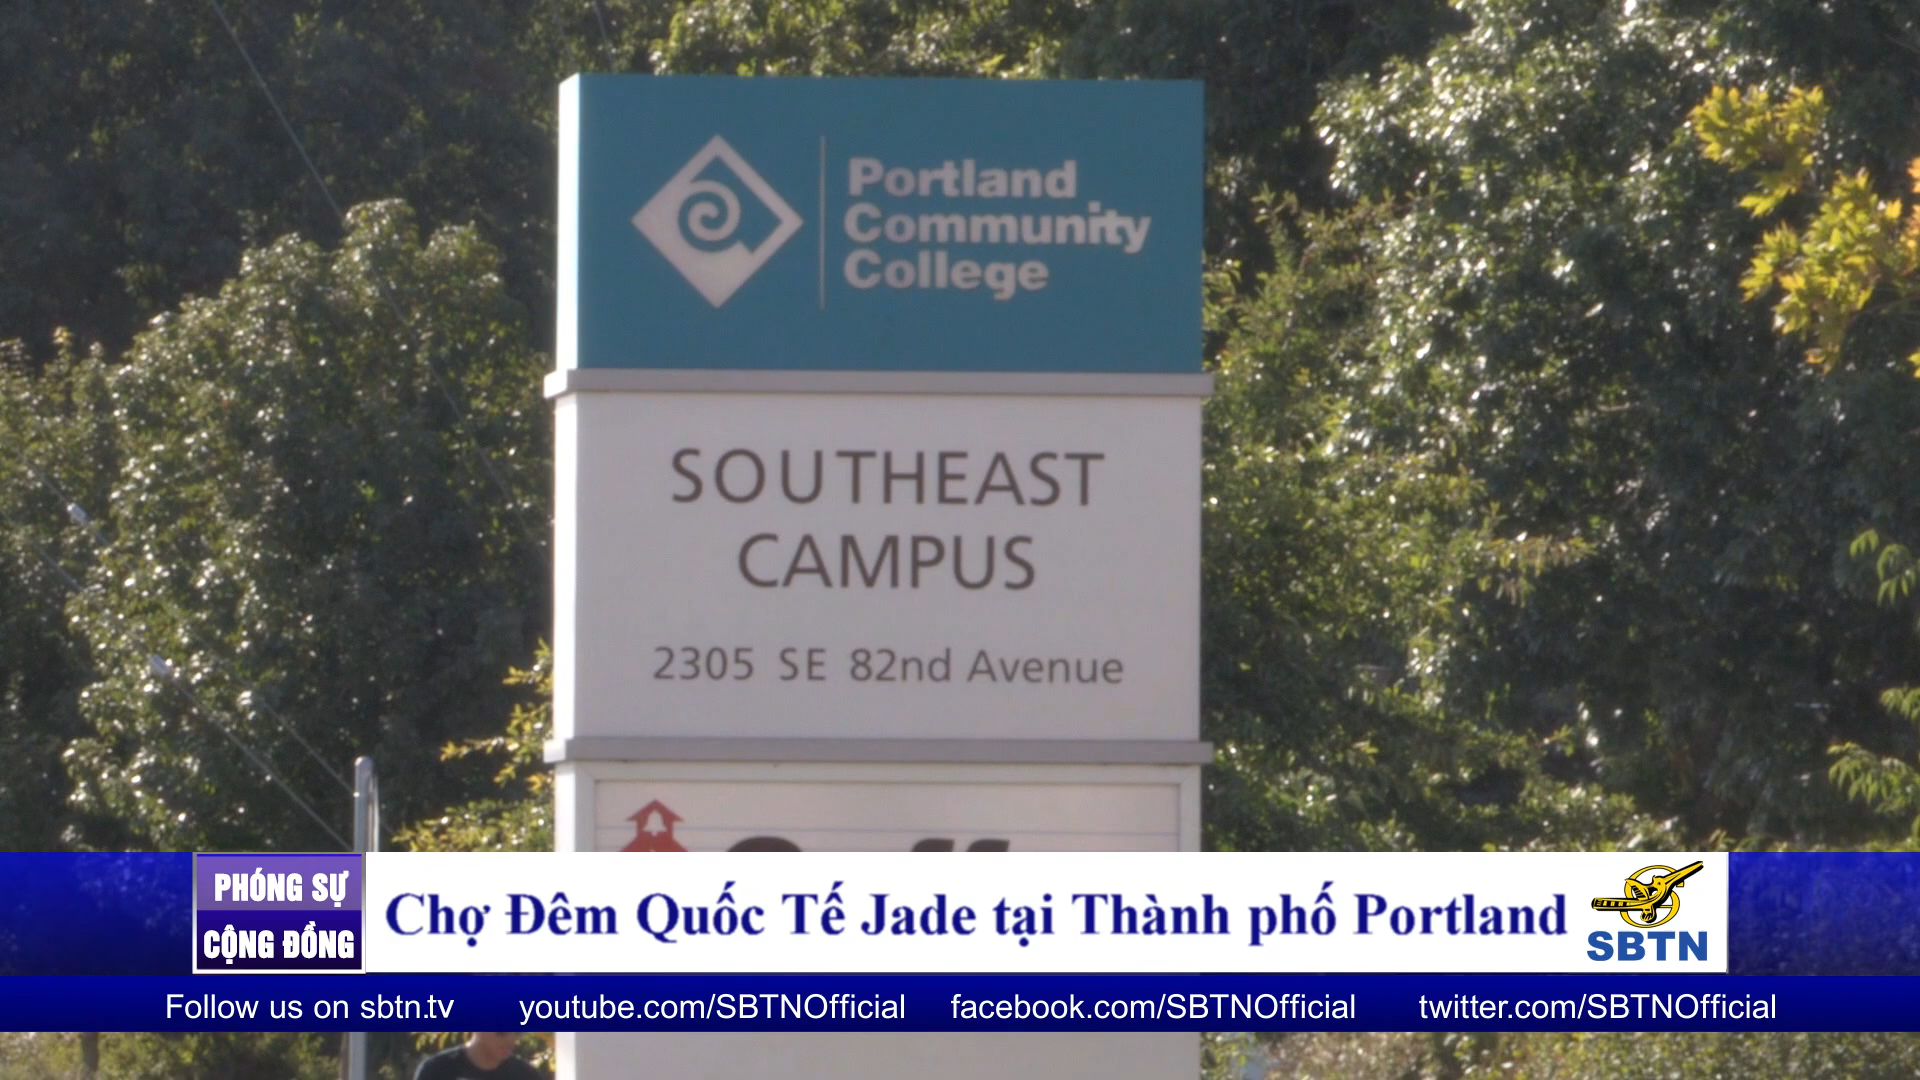 Portland
Community
College
SOUTHEAST
CAMPUS
2305 SE 82nd Avenue
PHÓNG SỰ
CỘNG ĐỒNG
Chợ Đêm Quốc Tế Jade tại Thành phố Portland
SBTN
Follow us on sbtn.tv youtube.com/SBTNOfficial facebook.com/SBTNOfficial twitter.com/SBTNOfficial